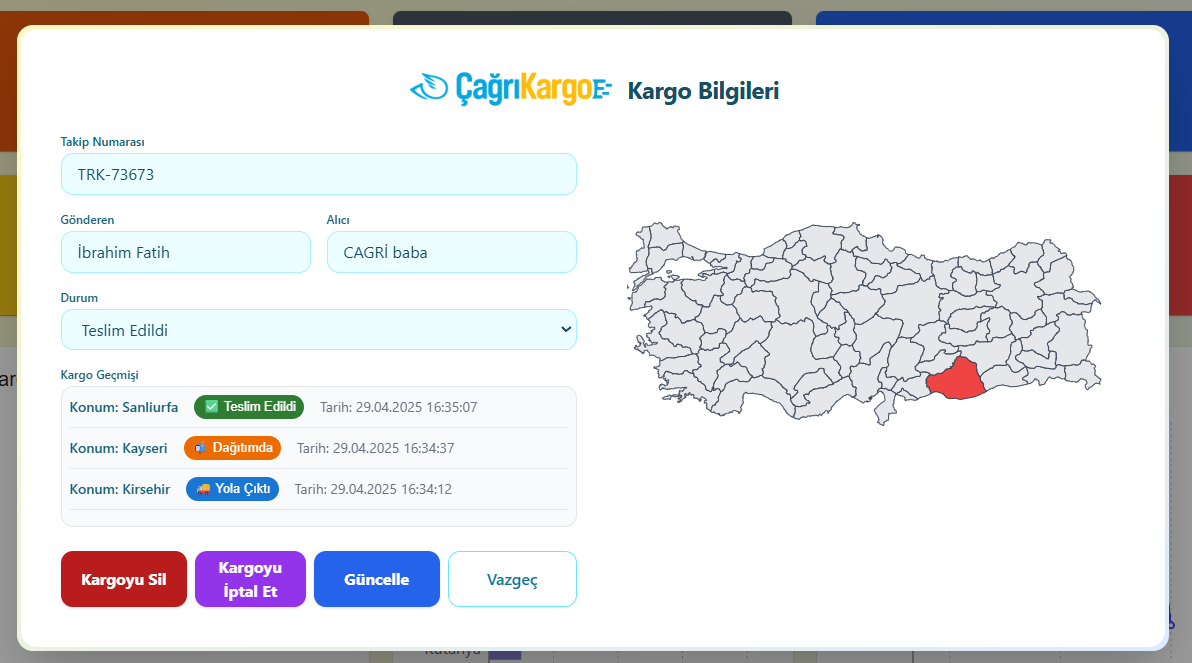 ÇağrıKargo Kargo Bilgileri
Takip Numarası
TRK-73673
Gönderen Alıcı
İbrahim Fatih CAGRİ baba
Durum
Teslim Edildi
Kargo Geçmişi
Konum: Sanliurfa Teslim Edildi Tarih: 29.04.2025 16:35:07
Konum: Kayseri Dağıtımda Tarih: 29.04.2025 16:34:37
Konum: Kirsehir Yola Çıktı Tarih: 29.04.2025 16:34:12
Kargoyu Sil Kargoyu İptal Et Güncelle Vazgeç